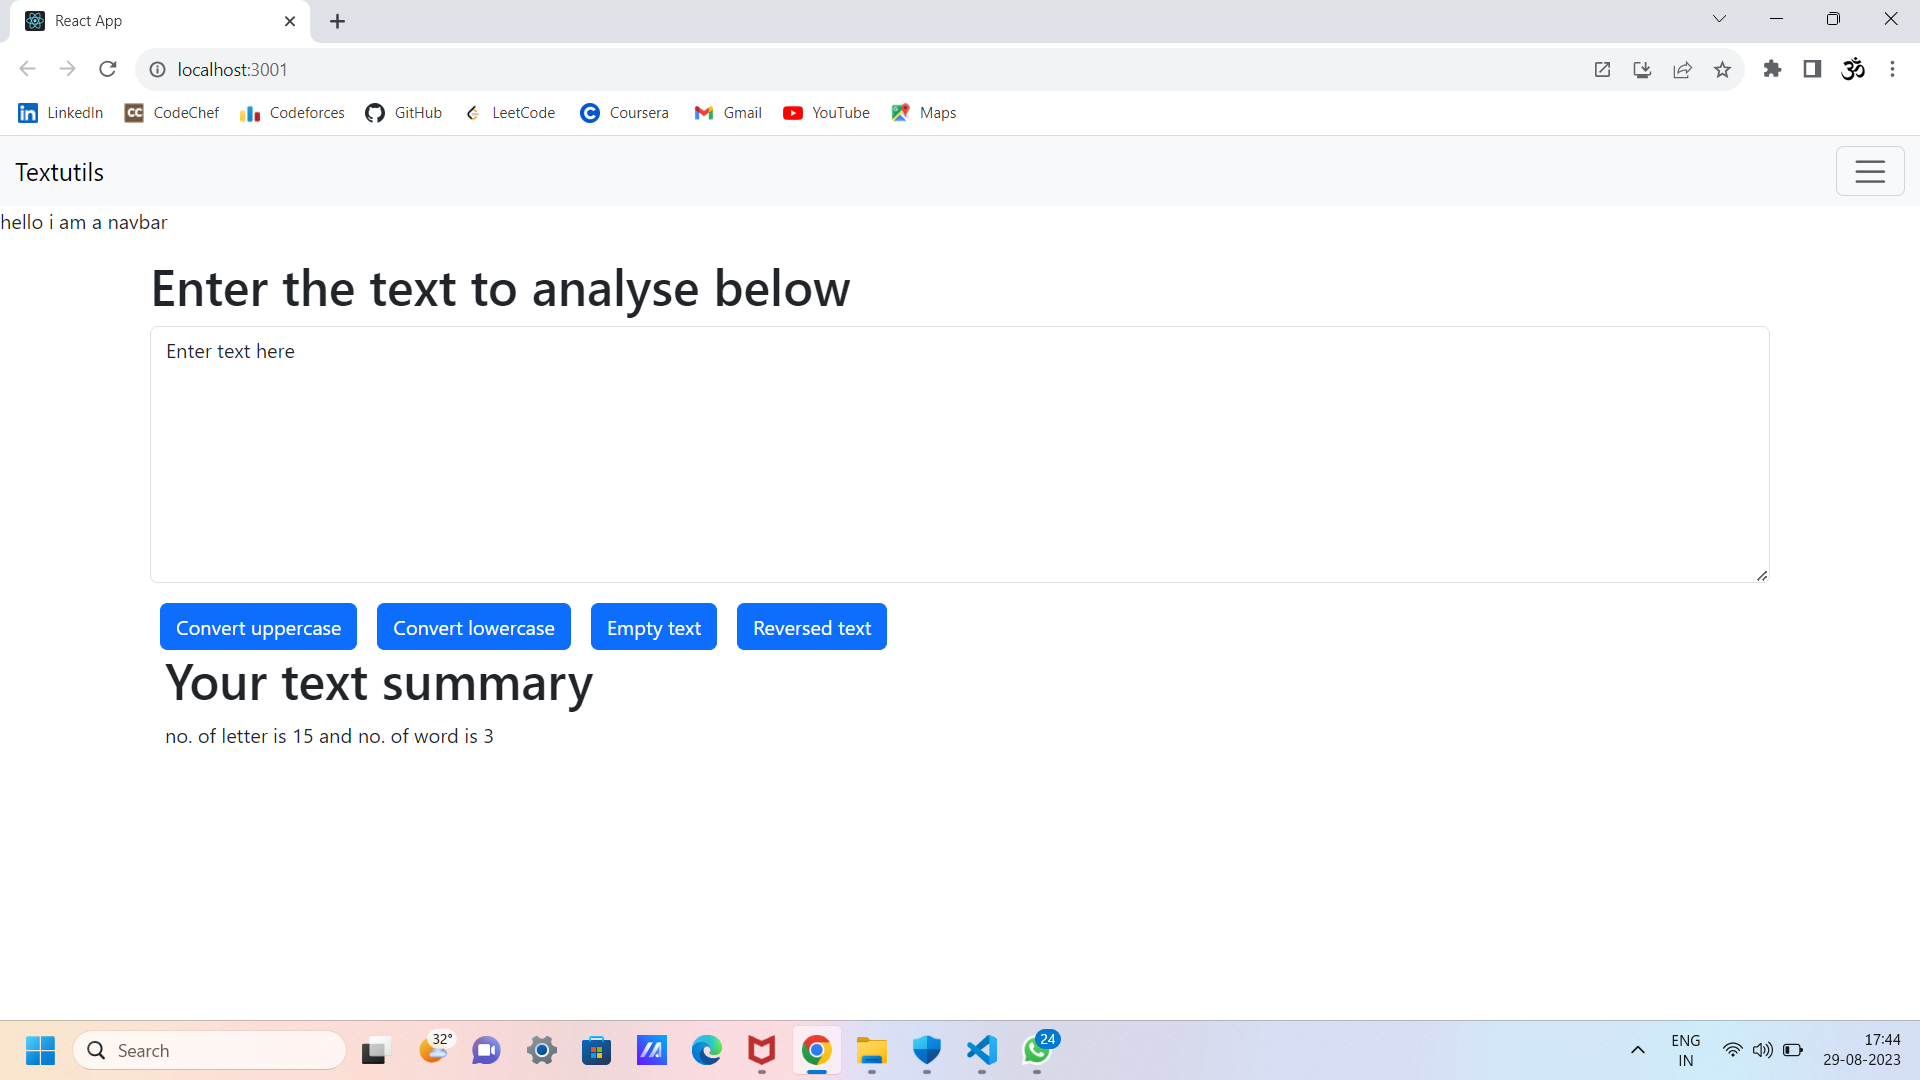 React App
localhost:3001
LinkedIn CodeChef Codeforces GitHub LeetCode Coursera Gmail YouTube Maps
Textutils
hello i am a navbar
Enter the text to analyse below
Enter text here
Convert uppercase Convert lowercase Empty text Reversed text
Your text summary
no. of letter is 15 and no. of word is 3
Search 32° 24 ENG 17:44
IN 29-08-2023